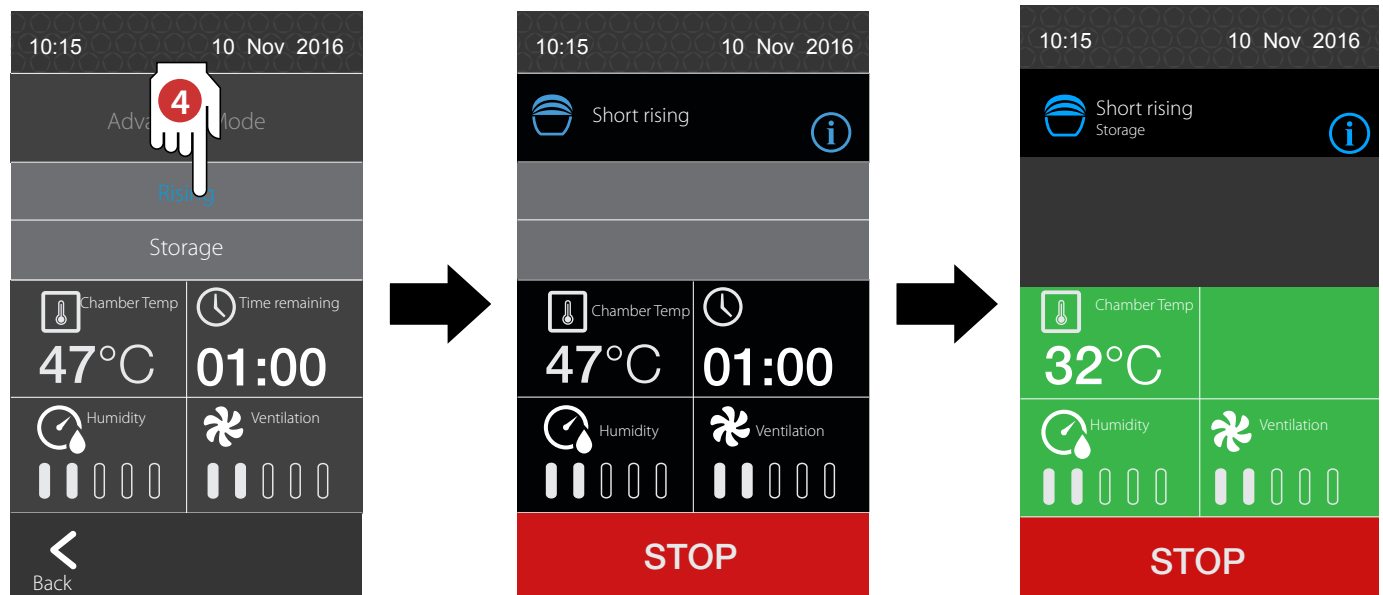 10:15 10 Nov 2016
4
Mode
Rising
Storage
Chamber Temp
Time remaining
47°C
01:00
Humidity
Ventilation
Back
10:15 10 Nov 2016
Short rising
i
Chamber Temp
47°C
01:00
Humidity
Ventilation
STOP
10:15 10 Nov 2016
Short rising
Storage
i
Chamber Temp
32°C
Humidity
Ventilation
STOP